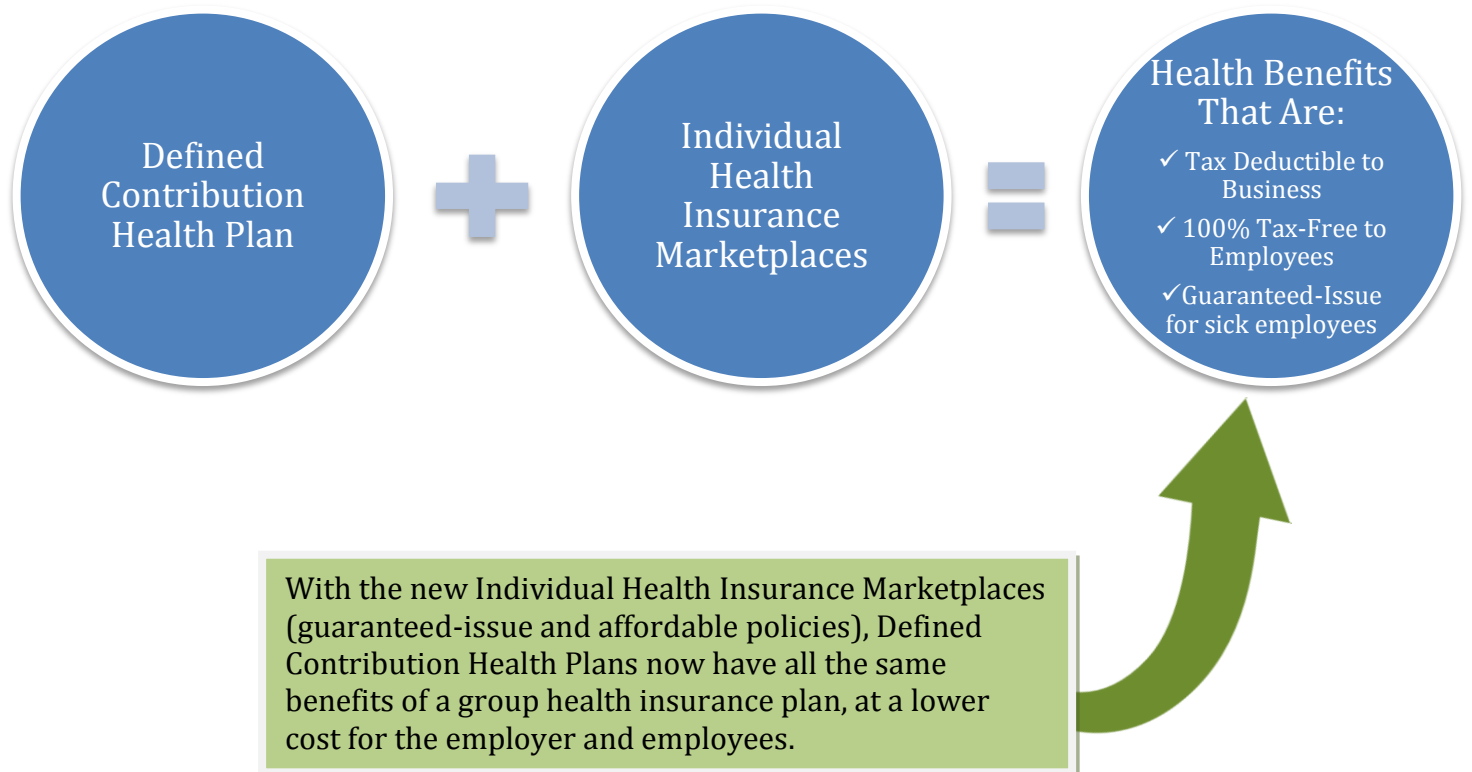 Defined
Contribution
Health Plan
Individual
Health
Insurance
Marketplaces
Health Benefits
That Are:
✓ Tax Deductible to
Business
✓ 100% Tax-Free to
Employees
✓Guaranteed-Issue
for sick employees
With the new Individual Health Insurance Marketplaces
(guaranteed-issue and affordable policies), Defined
Contribution Health Plans now have all the same
benefits of a group health insurance plan, at a lower
cost for the employer and employees.